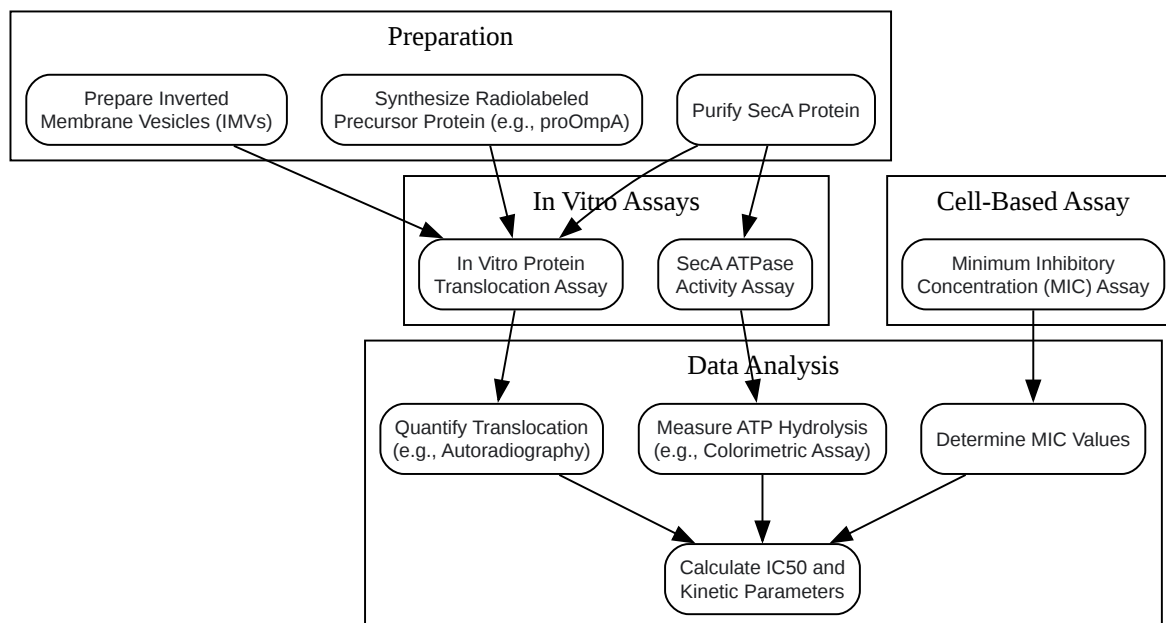 Preparation
Prepare Inverted
Membrane Vesicles (IMVs)
Synthesize Radiolabeled
Precursor Protein (e.g., proOmpA)
Purify SecA Protein
In Vitro Assays
In Vitro Protein
Translocation Assay
SecA ATPase
Activity Assay
Cell-Based Assay
Minimum Inhibitory
Concentration (MIC) Assay
Data Analysis
Quantify Translocation
(e.g., Autoradiography)
Measure ATP Hydrolysis
(e.g., Colorimetric Assay)
Determine MIC Values
Calculate IC50 and
Kinetic Parameters